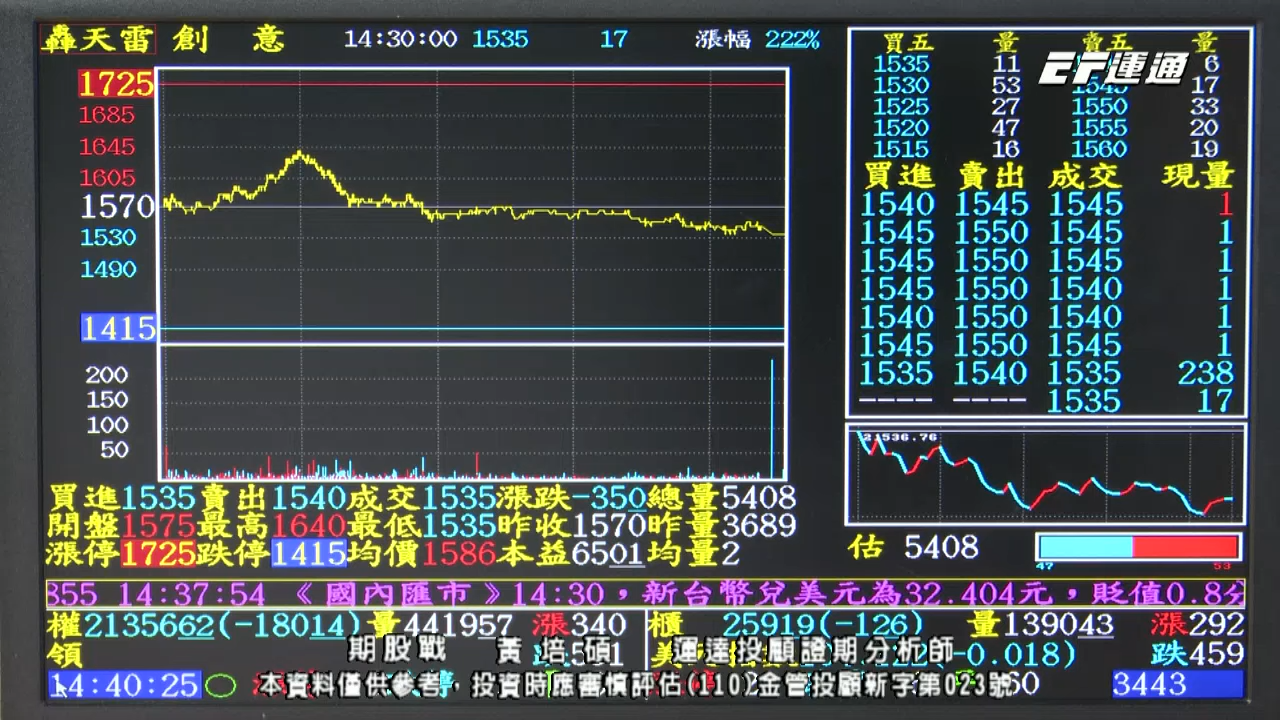 轟天雷 創 意 14:30:00 1535 17 漲幅 2.22%
1725
1685
1645
1605
1570
1530
1490
1415
200
150
100
50
買五 量 賣五 量
1535 11 6
1530 53 1545 17
1525 27 1550 33
1520 47 1555 20
1515 16 1560 19
EF運通
買進 賣出 成交 現量
1540 1545 1545 1
1545 1550 1545 1
1545 1550 1545 1
1545 1550 1540 1
1540 1550 1540 1
1545 1550 1545 1
1535 1540 1535 238
---- ---- 1535 17
21536.76
估 5408
47 53
買進1535賣出1540成交1535漲跌-350總量5408
開盤1575最高1640最低1535昨收1570昨量3689
漲停1725跌停1415均價1586本益6501均量2
855 14:37:54 《國內匯市》14:30，新台幣兌美元為32.404元，貶值0.8分
權2135662(-18014)量441957 漲340 櫃 25919(-126) 量139043 漲292
領 (-0.018) 跌459
期股戰 黃培碩 運達投顧證期分析師
14:40:25 60 3443
本資料僅供參考，投資時應審慎評估(110)金管投顧新字第023號